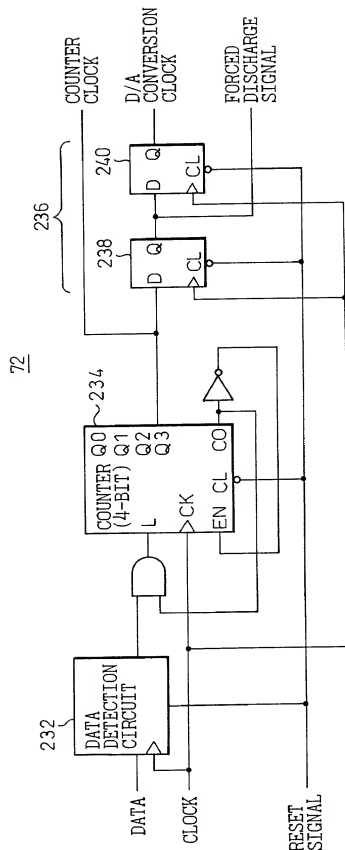 72
DATA
CLOCK
RESET
SIGNAL
232
DATA
DETECTION
CIRCUIT
234
COUNTER
(4-BIT)
L
CK
EN
CL
Q0
Q1
Q2
Q3
CO
236
238
D
Q
CL
240
D
Q
CL
COUNTER
CLOCK
D/A
CONVERSION
CLOCK
FORCED
DISCHARGE
SIGNAL